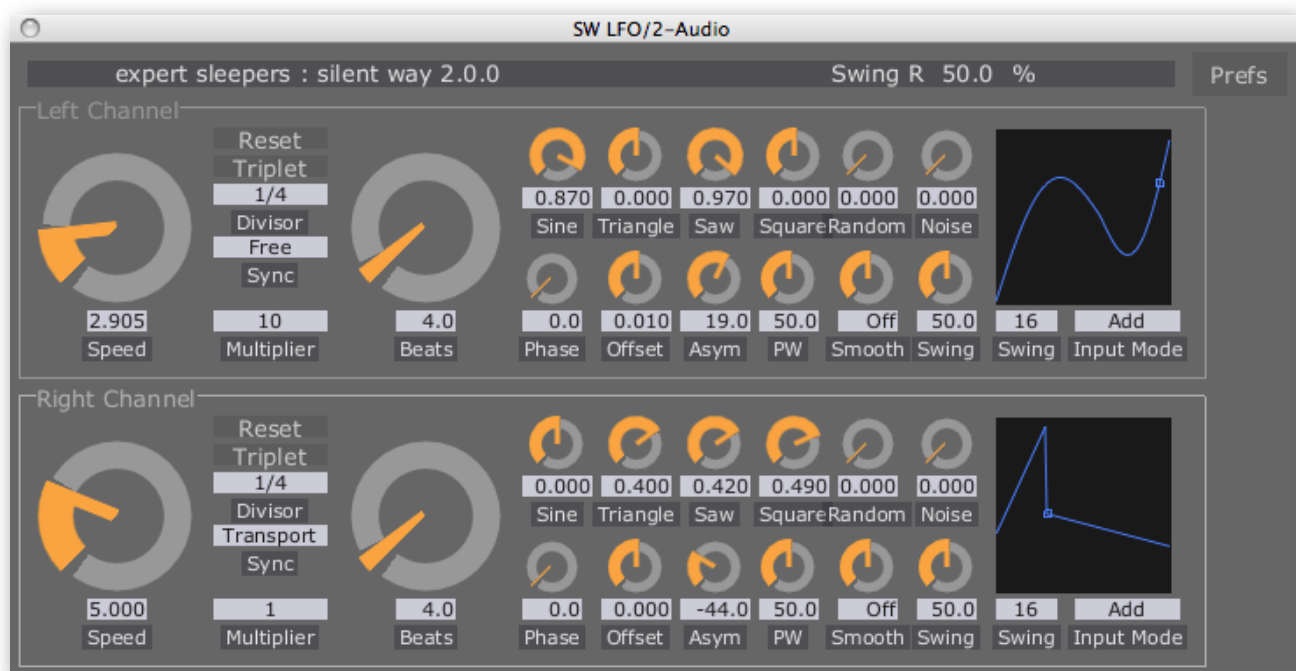 SW LFO/2-Audio
expert sleepers : silent way 2.0.0 Swing R 50.0 % Prefs
Left Channel
Reset
Triplet
1/4
Divisor
Free
Sync
0.870 0.000 0.970 0.000 0.000 0.000
Sine Triangle Saw Square Random Noise
2.905 10 4.0 0.0 0.010 19.0 50.0 Off 50.0 16 Add
Speed Multiplier Beats Phase Offset Asym PW Smooth Swing Swing Input Mode
Right Channel
Reset
Triplet
1/4
Divisor
Transport
Sync
0.000 0.400 0.420 0.490 0.000 0.000
Sine Triangle Saw Square Random Noise
5.000 1 4.0 0.0 0.000 -44.0 50.0 Off 50.0 16 Add
Speed Multiplier Beats Phase Offset Asym PW Smooth Swing Swing Input Mode